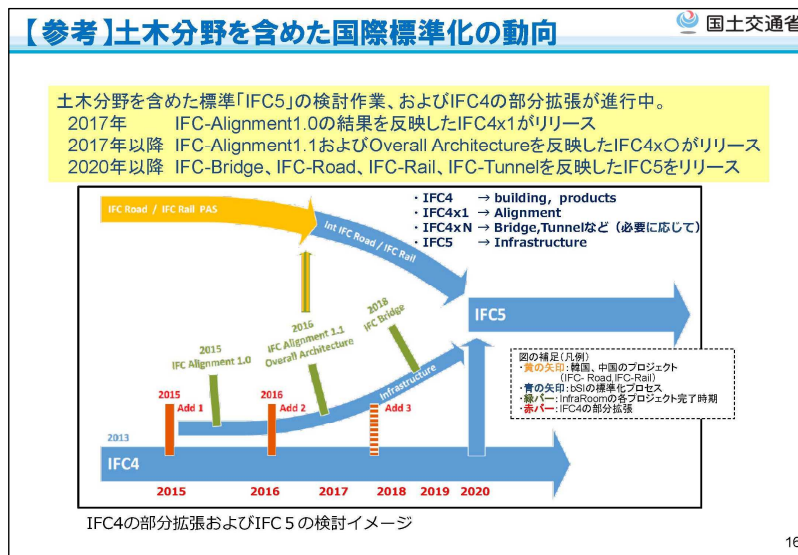 【参考】土木分野を含めた国際標準化の動向
国土交通省
土木分野を含めた標準「IFC5」の検討作業、およびIFC4の部分拡張が進行中。
2017年 IFC-Alignment1.0の結果を反映したIFC4x1がリリース
2017年以降 IFC-Alignment1.1およびOverall Architectureを反映したIFC4x〇がリリース
2020年以降 IFC-Bridge、IFC-Road、IFC-Rail、IFC-Tunnelを反映したIFC5をリリース
IFC Road / IFC Rail PAS
Int IFC Road / IFC Rail
・IFC4 → building, products
・IFC4x1 → Alignment
・IFC4xN → Bridge,Tunnelなど（必要に応じて）
・IFC5 → Infrastructure
2015
IFC Alignment 1.0
2016
IFC Alignment 1.1
Overall Architecture
2018
IFC Bridge
IFC5
Infrastructure
図の補足(凡例)
・黄の矢印：韓国、中国のプロジェクト
(IFC- Road,IFC-Rail)
・青の矢印：bSIの標準化プロセス
・緑バー：InfraRoomの各プロジェクト完了時期
・赤バー：IFC4の部分拡張
2015
Add 1
2016
Add 2
Add 3
2013
IFC4
2015 2016 2017 2018 2019 2020
IFC4の部分拡張およびIFC５の検討イメージ
16